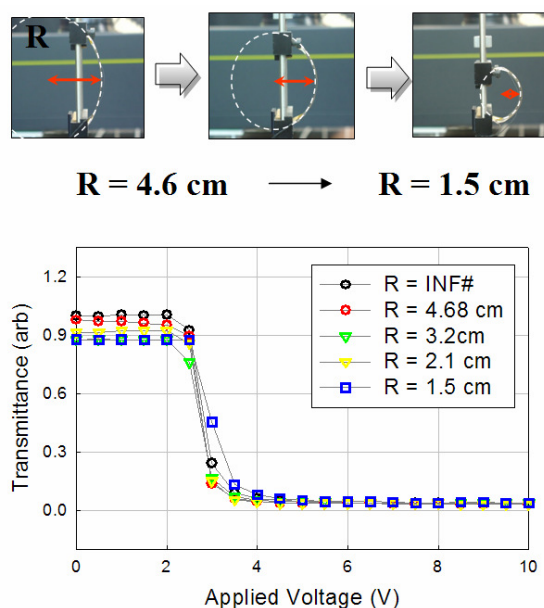 R
R = 4.6 cm → R = 1.5 cm
Transmittance (arb)
1.2
0.9
0.6
0.3
0.0
R = INF#
R = 4.68 cm
R = 3.2cm
R = 2.1 cm
R = 1.5 cm
0 2 4 6 8 10
Applied Voltage (V)